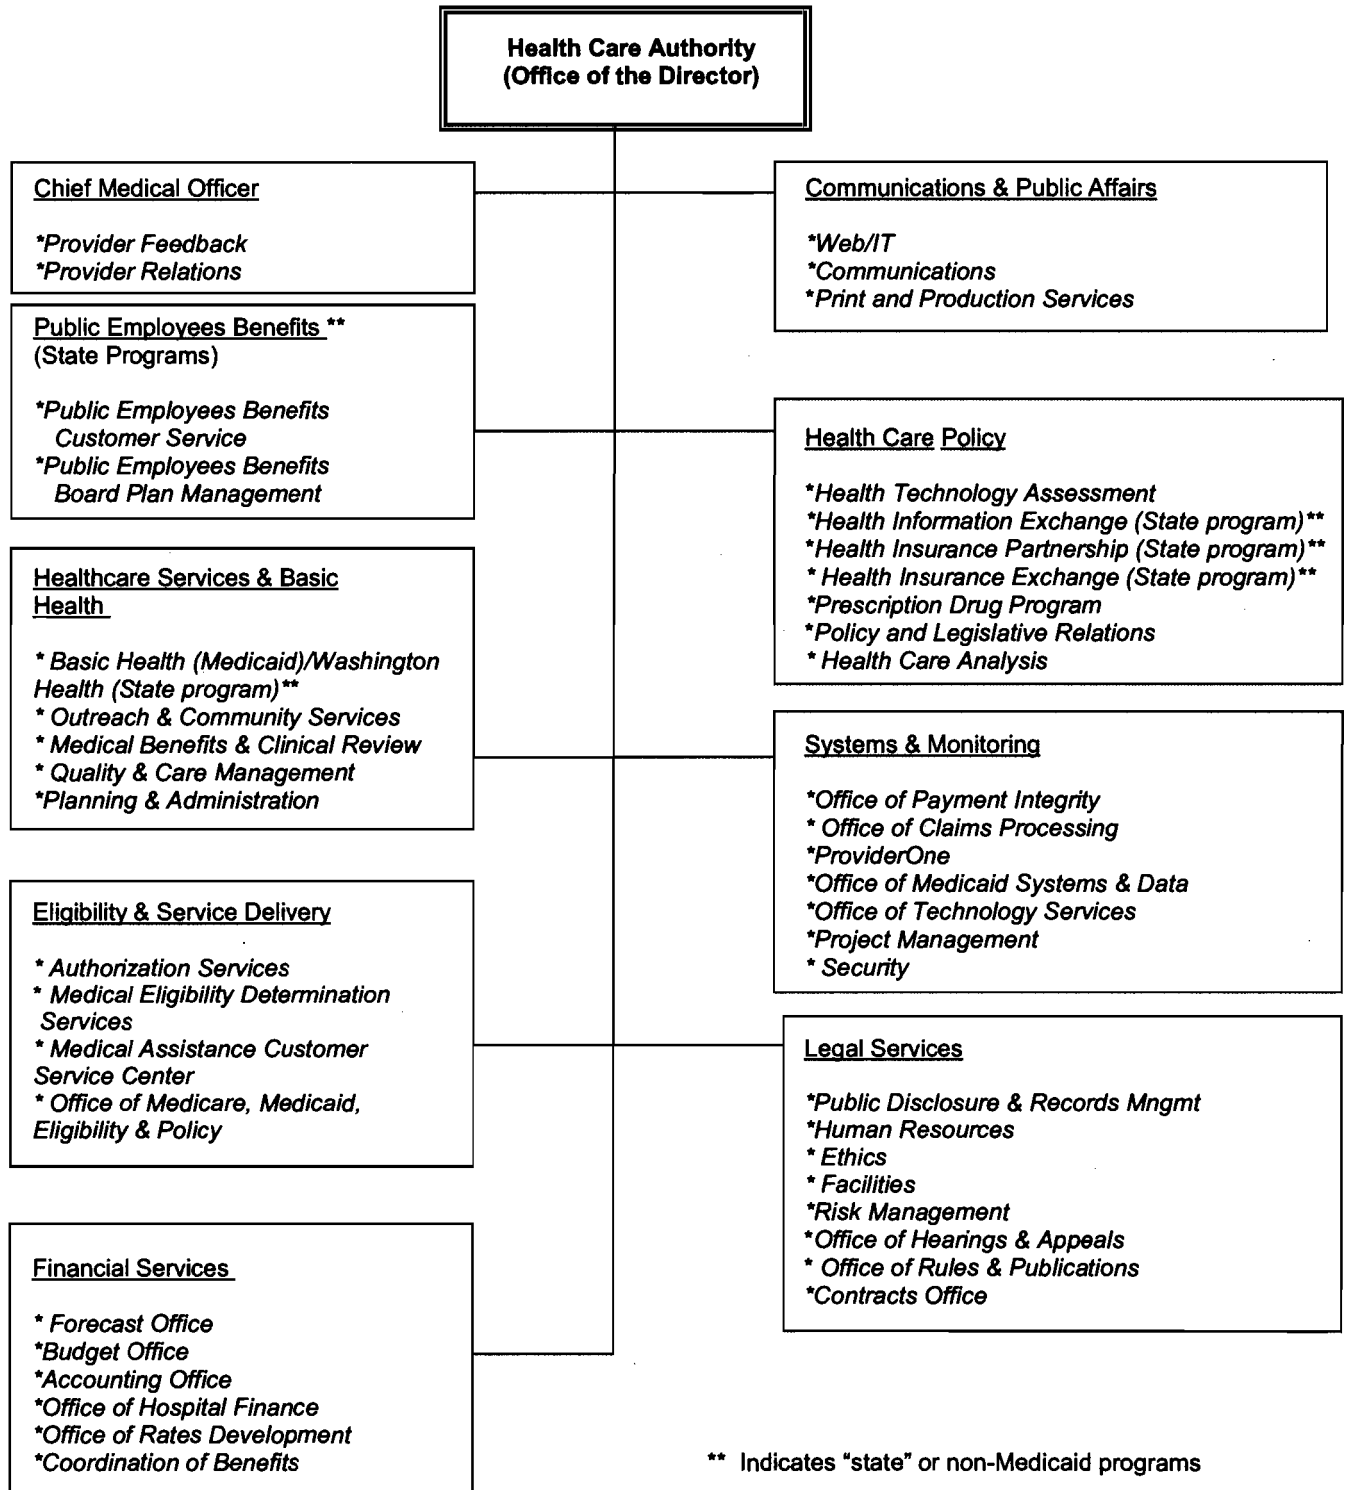 Health Care Authority
(Office of the Director)
Chief Medical Officer
*Provider Feedback
*Provider Relations
Communications & Public Affairs
*Web/IT
*Communications
*Print and Production Services
Public Employees Benefits **
(State Programs)
*Public Employees Benefits
Customer Service
*Public Employees Benefits
Board Plan Management
Health Care Policy
*Health Technology Assessment
*Health Information Exchange (State program)**
*Health Insurance Partnership (State program)**
* Health Insurance Exchange (State program)**
*Prescription Drug Program
*Policy and Legislative Relations
* Health Care Analysis
Healthcare Services & Basic
Health
* Basic Health (Medicaid)/Washington
Health (State program)**
* Outreach & Community Services
* Medical Benefits & Clinical Review
* Quality & Care Management
*Planning & Administration
Systems & Monitoring
*Office of Payment Integrity
* Office of Claims Processing
*ProviderOne
*Office of Medicaid Systems & Data
*Office of Technology Services
*Project Management
* Security
Eligibility & Service Delivery
* Authorization Services
* Medical Eligibility Determination
Services
* Medical Assistance Customer
Service Center
* Office of Medicare, Medicaid,
Eligibility & Policy
Legal Services
*Public Disclosure & Records Mngmt
*Human Resources
* Ethics
* Facilities
*Risk Management
*Office of Hearings & Appeals
* Office of Rules & Publications
*Contracts Office
Financial Services
* Forecast Office
*Budget Office
*Accounting Office
*Office of Hospital Finance
*Office of Rates Development
*Coordination of Benefits
** Indicates "state" or non-Medicaid programs